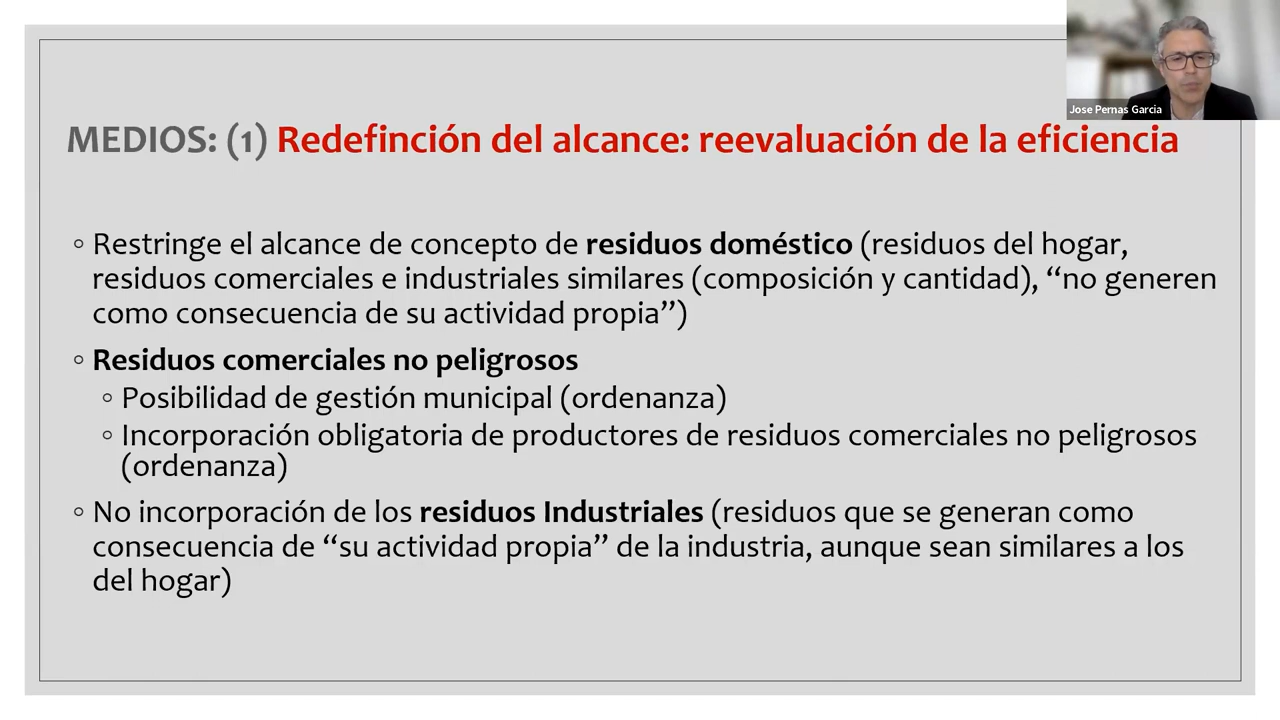 Jose Pernas Garcia
MEDIOS: (1) Redefinción del alcance: reevaluación de la eficiencia
◦ Restringe el alcance de concepto de residuos doméstico (residuos del hogar,
residuos comerciales e industriales similares (composición y cantidad), “no generen
como consecuencia de su actividad propia”)
◦ Residuos comerciales no peligrosos
◦ Posibilidad de gestión municipal (ordenanza)
◦ Incorporación obligatoria de productores de residuos comerciales no peligrosos
(ordenanza)
◦ No incorporación de los residuos Industriales (residuos que se generan como
consecuencia de “su actividad propia” de la industria, aunque sean similares a los
del hogar)